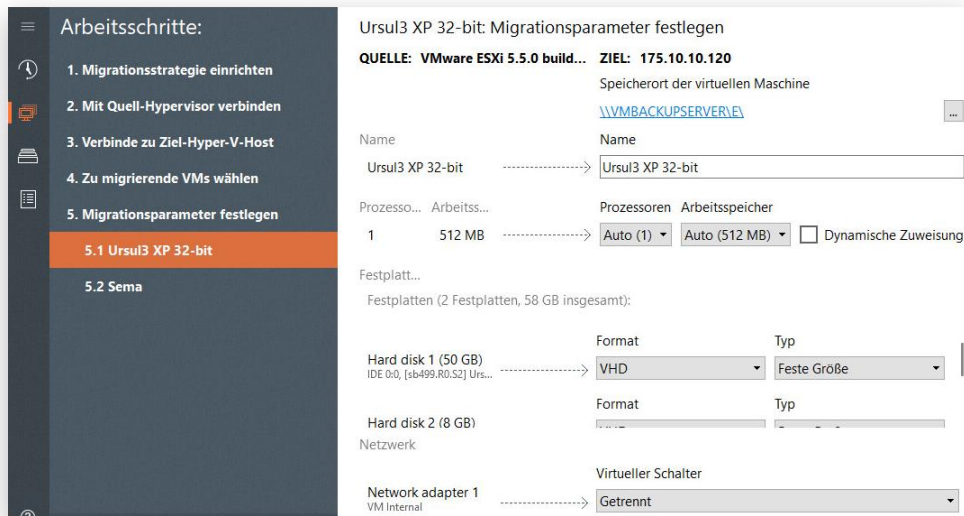 Arbeitsschritte:
1. Migrationsstrategie einrichten
2. Mit Quell-Hypervisor verbinden
3. Verbinde zu Ziel-Hyper-V-Host
4. Zu migrierende VMs wählen
5. Migrationsparameter festlegen
5.1 Ursul3 XP 32-bit
5.2 Sema
Ursul3 XP 32-bit: Migrationsparameter festlegen
QUELLE: VMware ESXi 5.5.0 build... ZIEL: 175.10.10.120
Speicherort der virtuellen Maschine
\\VMBACKUPSERVER\E\ ...
Name Name
Ursul3 XP 32-bit Ursul3 XP 32-bit
Prozesso... Arbeitss... Prozessoren Arbeitsspeicher
1 512 MB Auto (1) Auto (512 MB) Dynamische Zuweisung
Festplatt...
Festplatten (2 Festplatten, 58 GB insgesamt):
Format Typ
Hard disk 1 (50 GB) VHD Feste Größe
IDE 0:0, [sb499.R0.S2] Urs...
Format Typ
Hard disk 2 (8 GB)
Netzwerk
Virtueller Schalter
Network adapter 1 Getrennt
VM Internal